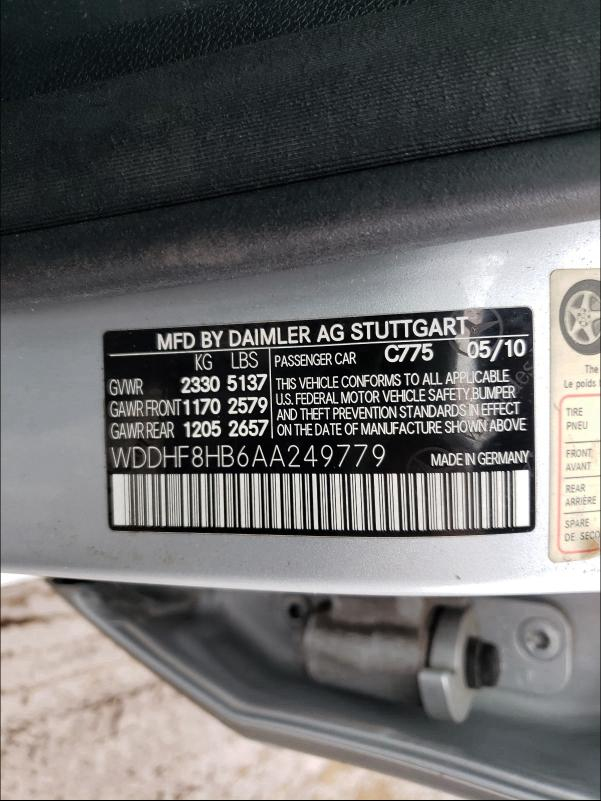 MFD BY DAIMLER AG STUTTGART
KG LBS
GVWR 2330 5137
GAWR FRONT 1170 2579
GAWR REAR 1205 2657
PASSENGER CAR C775 05/10
THIS VEHICLE CONFORMS TO ALL APPLICABLE
U.S. FEDERAL MOTOR VEHICLE SAFETY, BUMPER
AND THEFT PREVENTION STANDARDS IN EFFECT
ON THE DATE OF MANUFACTURE SHOWN ABOVE
WDDHF8HB6AA249779
MADE IN GERMANY
The
Le poids
TIRE
PNEU
FRONT
AVANT
REAR
ARRIÈRE
SPARE
DE SECO